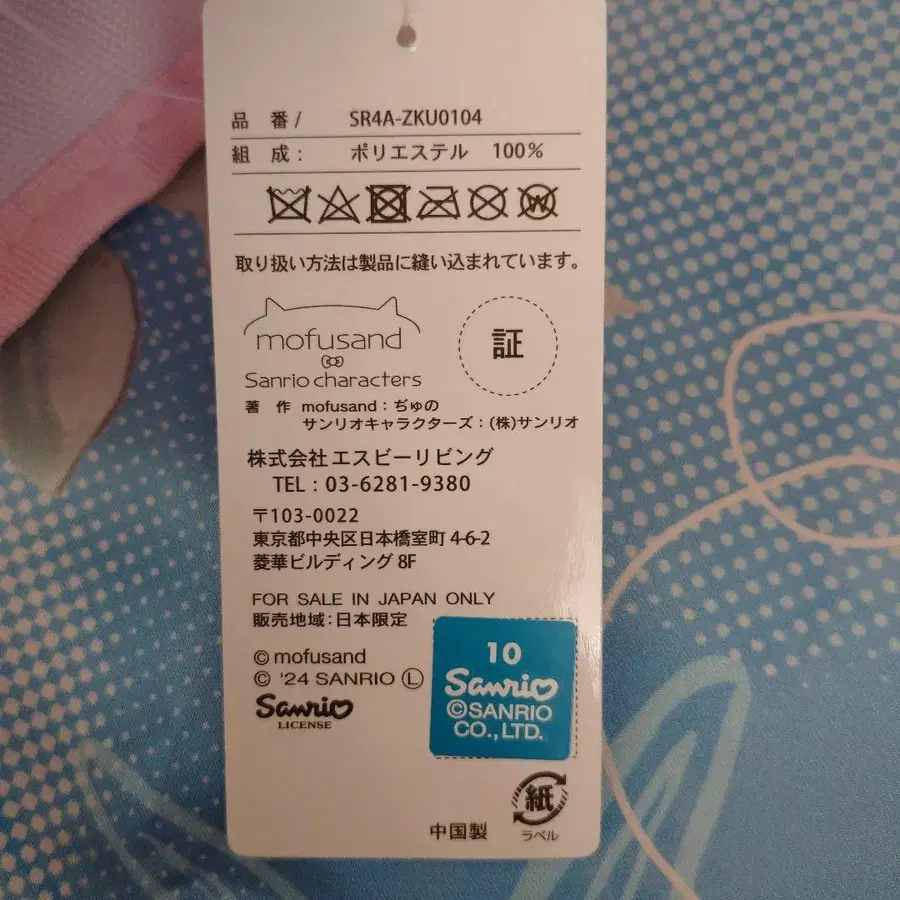 品 番/ SR4A-ZKU0104
組 成: ポリエステル 100%
W
取り扱い方法は製品に縫い込まれています。
mofusand
Sanrio characters
証
著 作 mofusand:ぢゅの
サンリオキャラクターズ:(株)サンリオ
株式会社エスビーリビング
TEL:03-6281-9380
〒103-0022
東京都中央区日本橋室町 4-6-2
菱華ビルディング 8F
FOR SALE IN JAPAN ONLY
販売地域:日本限定
© mofusand
© '24 SANRIO Ⓛ
Sanrio
LICENSE
10
Sanrio
©SANRIO
CO.,LTD.
中国製
紙
ラベル